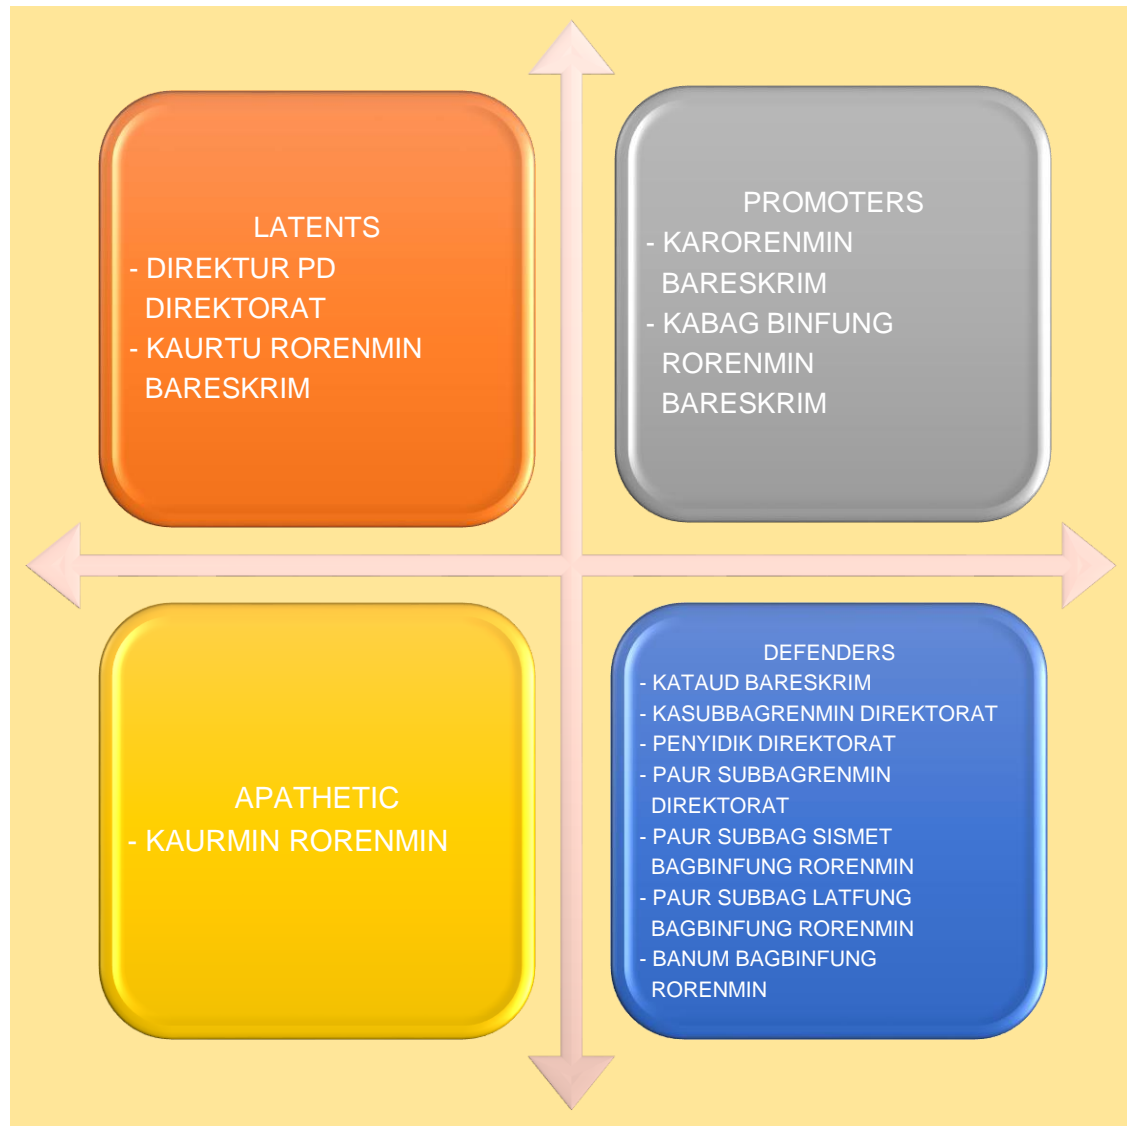 LATENTS
- DIREKTUR PD
DIREKTORAT
- KAURTU RORENMIN
BARESKRIM
PROMOTERS
- KARORENMIN
BARESKRIM
- KABAG BINFUNG
RORENMIN
BARESKRIM
APATHETIC
- KAURMIN RORENMIN
DEFENDERS
- KATAUD BARESKRIM
- KASUBBAGRENMIN DIREKTORAT
- PENYIDIK DIREKTORAT
- PAUR SUBBAGRENMIN
DIREKTORAT
- PAUR SUBBAG SISMET
BAGBINFUNG RORENMIN
- PAUR SUBBAG LATFUNG
BAGBINFUNG RORENMIN
- BANUM BAGBINFUNG
RORENMIN